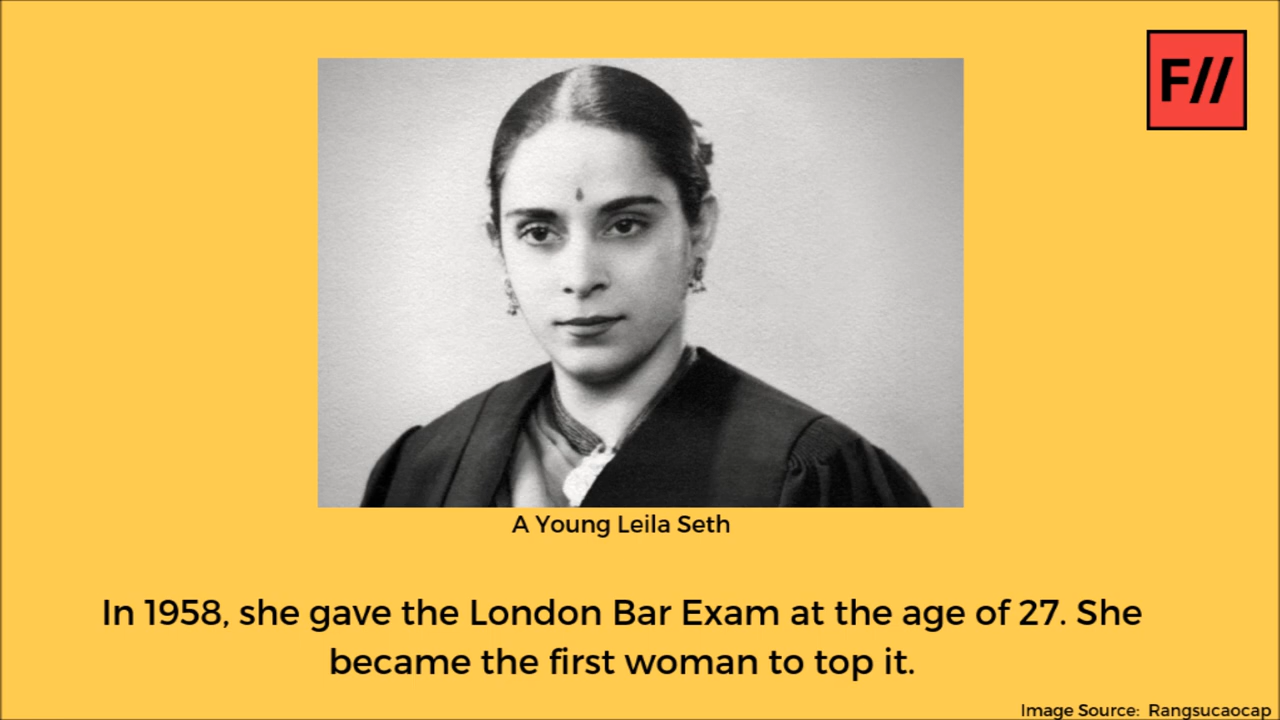 F//
A Young Leila Seth
In 1958, she gave the London Bar Exam at the age of 27. She
became the first woman to top it.
Image Source: Rangsucaocap